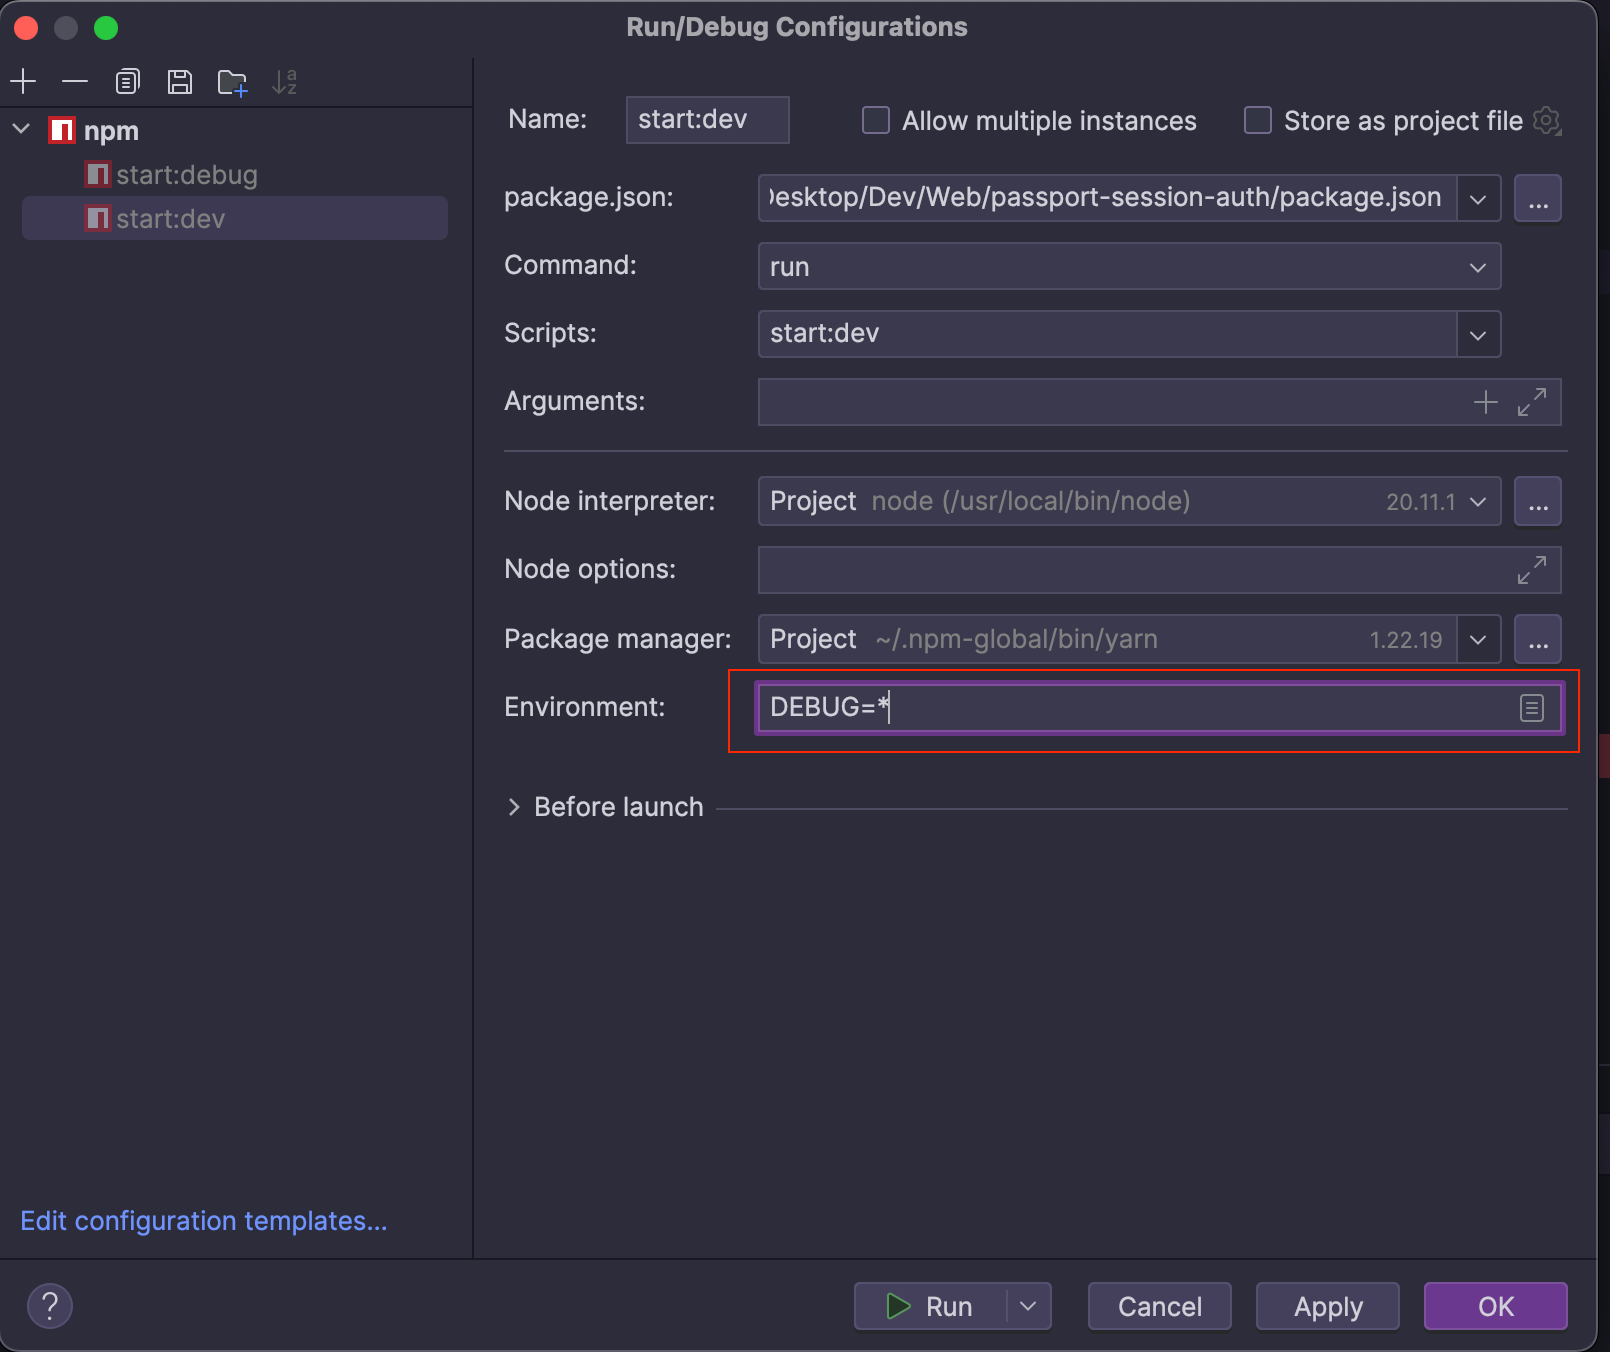 Run/Debug Configurations
npm
start:debug
start:dev
Edit configuration templates...
Name: start:dev Allow multiple instances Store as project file
package.json: Desktop/Dev/Web/passport-session-auth/package.json ...
Command: run
Scripts: start:dev
Arguments:
Node interpreter: Project node (/usr/local/bin/node) 20.11.1 ...
Node options:
Package manager: Project ~/.npm-global/bin/yarn 1.22.19 ...
Environment: DEBUG=*
Before launch
? Run Cancel Apply OK